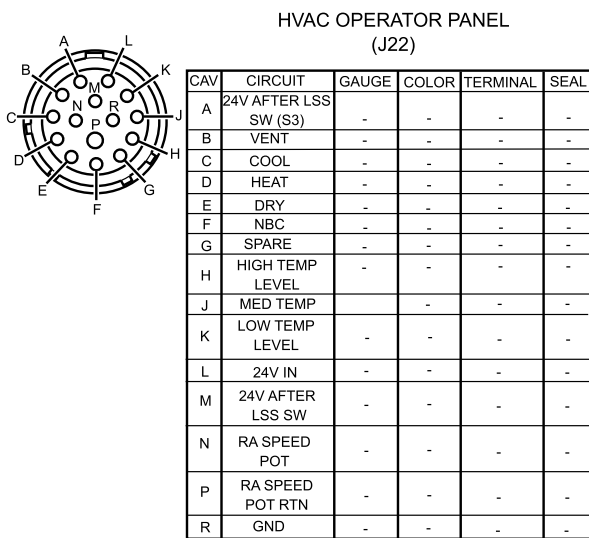 HVAC OPERATOR PANEL
(J22)
A
L
B
M
K
N
R
C
J
P
D
H
E
G
F
CAV CIRCUIT GAUGE COLOR TERMINAL SEAL
A 24V AFTER LSS
SW (S3) - - - -
B VENT - - - -
C COOL - - - -
D HEAT - - - -
E DRY - - - -
F NBC - - - -
G SPARE - - - -
H HIGH TEMP
LEVEL - - - -
J MED TEMP - - -
K LOW TEMP
LEVEL - - - -
L 24V IN - - - -
M 24V AFTER
LSS SW - - - -
N RA SPEED
POT - - - -
P RA SPEED
POT RTN - - - -
R GND - - - -